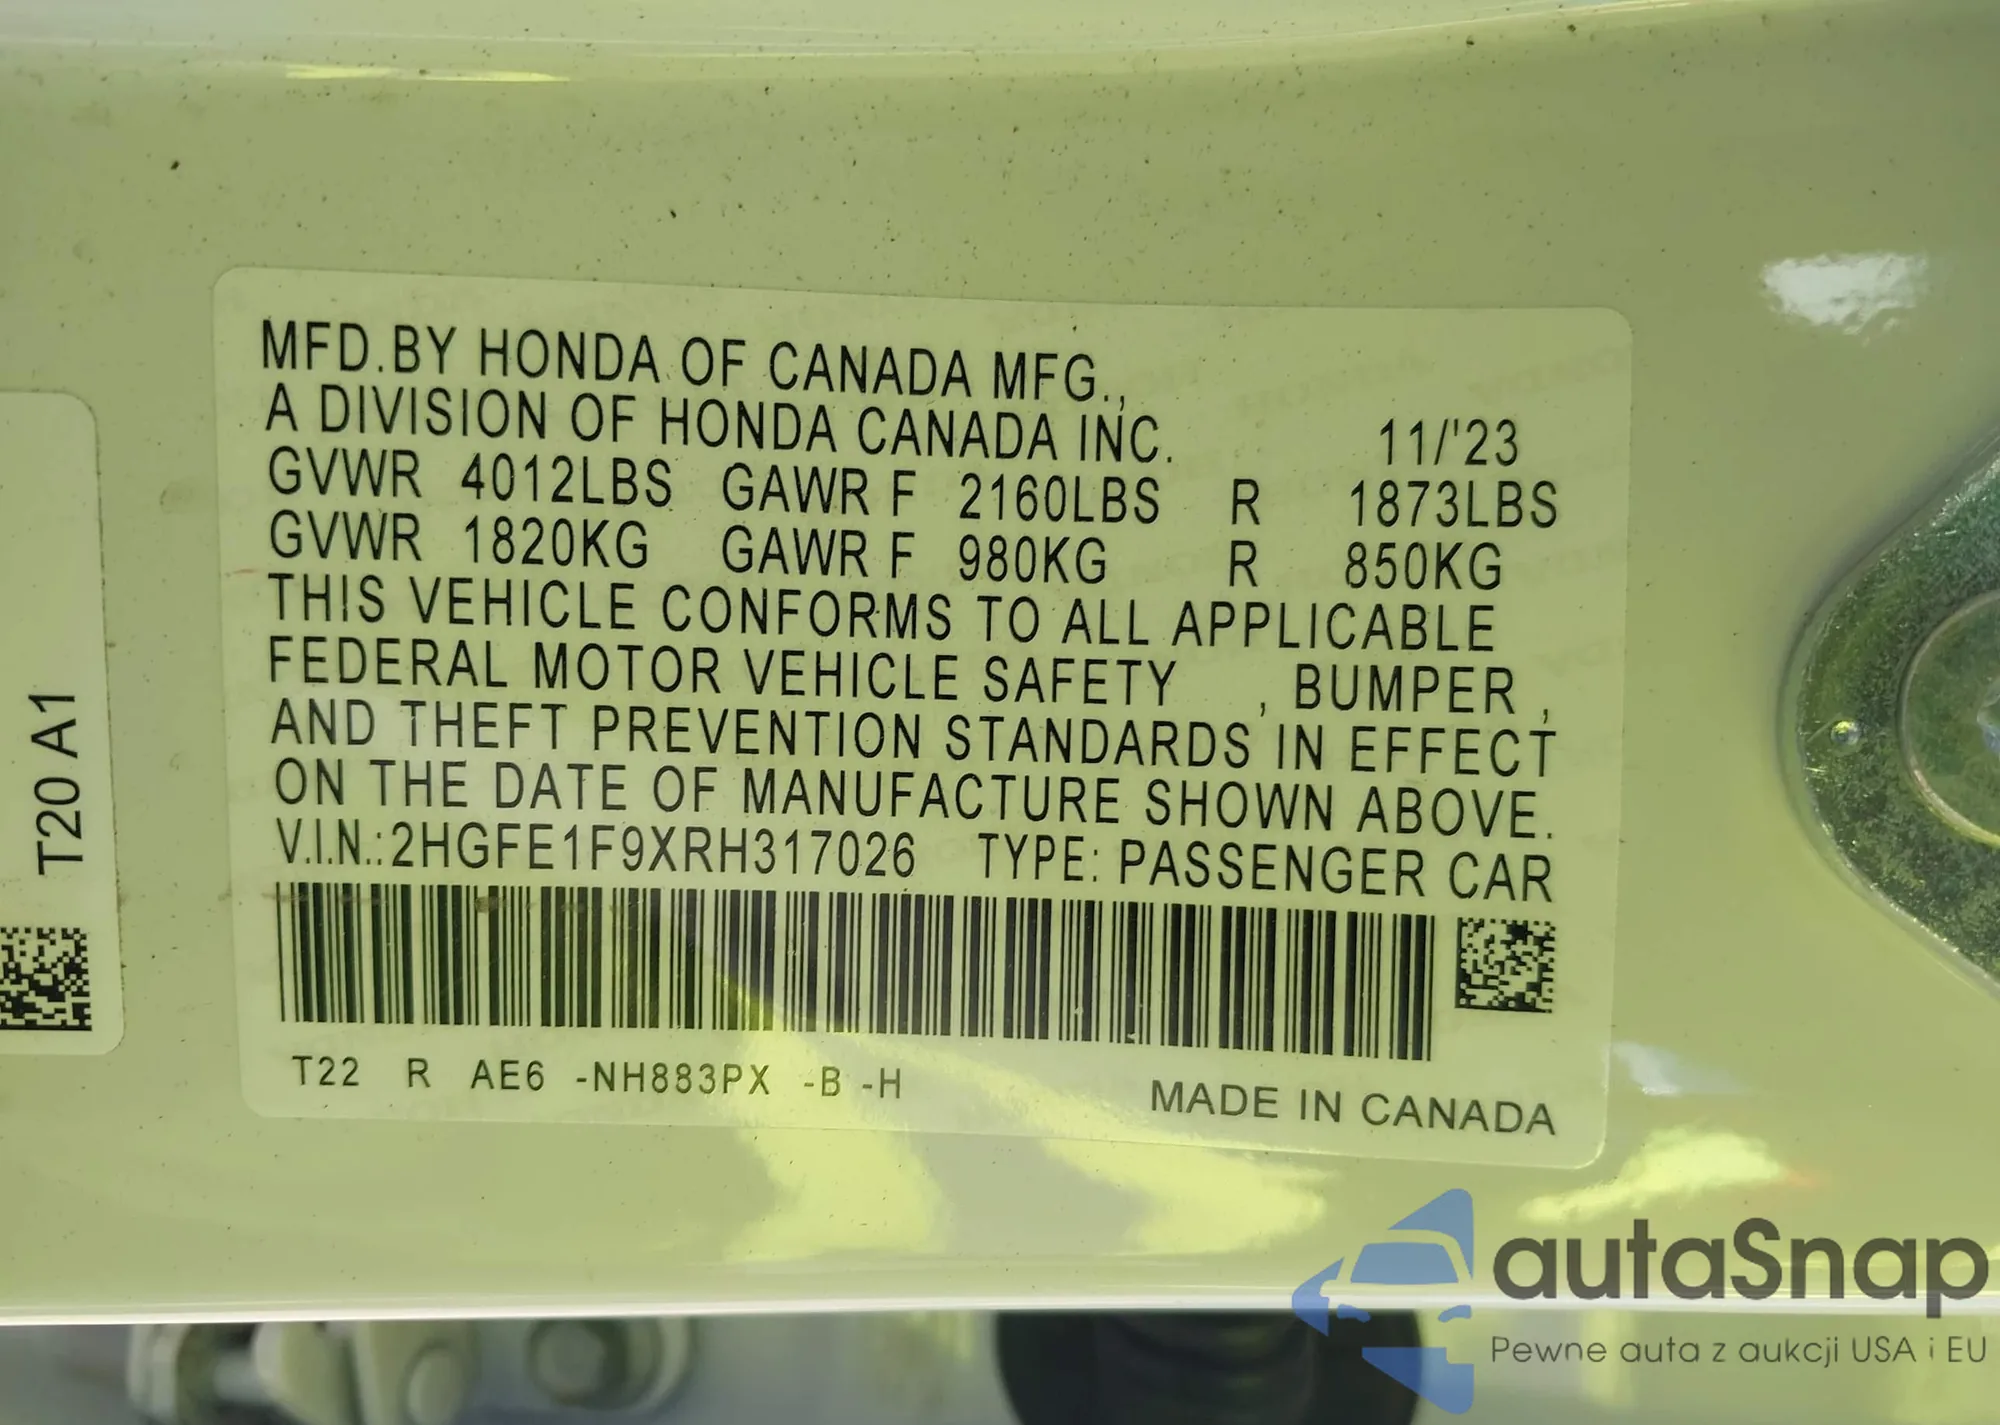 MFD.BY HONDA OF CANADA MFG.,
A DIVISION OF HONDA CANADA INC. 11/'23
GVWR 4012LBS GAWR F 2160LBS R 1873LBS
GVWR 1820KG GAWR F 980KG R 850KG
THIS VEHICLE CONFORMS TO ALL APPLICABLE
FEDERAL MOTOR VEHICLE SAFETY , BUMPER ,
AND THEFT PREVENTION STANDARDS IN EFFECT
ON THE DATE OF MANUFACTURE SHOWN ABOVE.
V.I.N.:2HGFE1F9XRH317026 TYPE: PASSENGER CAR
T22 R AE6 -NH883PX -B -H
MADE IN CANADA
T20 A1
autaSnap
Pewne auta z aukcji USA i EU